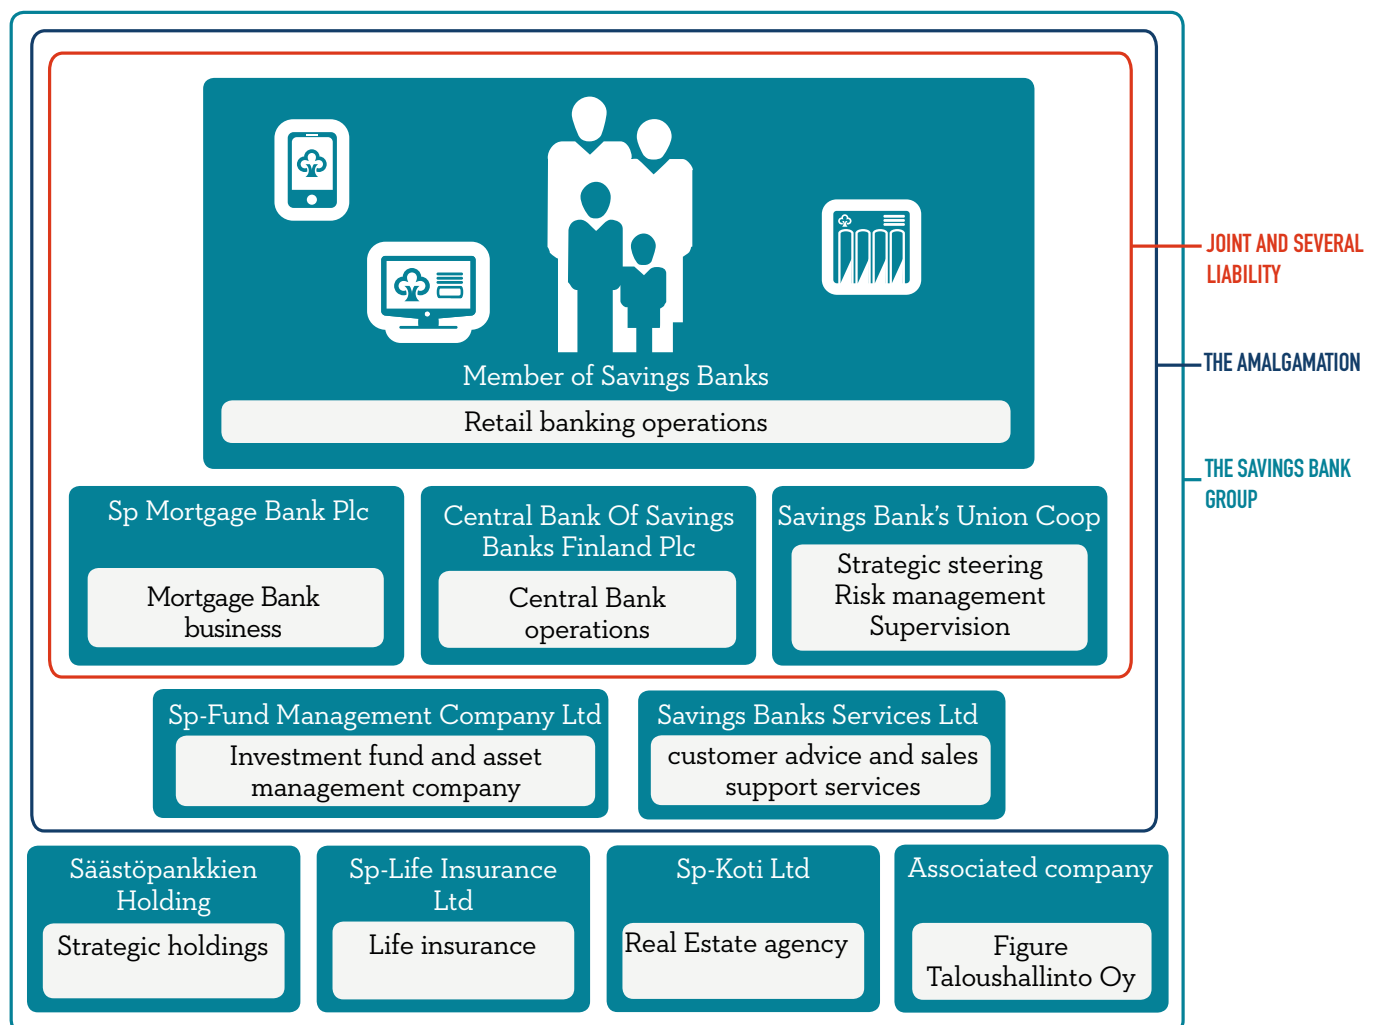 Member of Savings Banks
Retail banking operations
JOINT AND SEVERAL
LIABILITY
THE AMALGAMATION
THE SAVINGS BANK
GROUP
Sp Mortgage Bank Plc
Mortgage Bank
business
Central Bank Of Savings
Banks Finland Plc
Central Bank
operations
Savings Bank's Union Coop
Strategic steering
Risk management
Supervision
Sp-Fund Management Company Ltd
Investment fund and asset
management company
Savings Banks Services Ltd
customer advice and sales
support services
Säästöpankkien
Holding
Strategic holdings
Sp-Life Insurance
Ltd
Life insurance
Sp-Koti Ltd
Real Estate agency
Associated company
Figure
Taloushallinto Oy